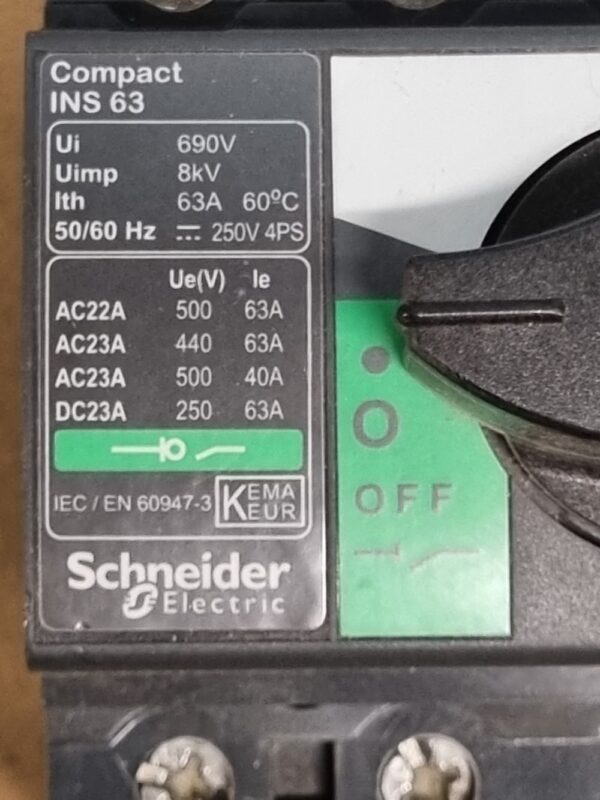 Compact
INS 63
Ui 690V
Uimp 8kV
Ith 63A 60ºC
50/60 Hz ⎓ 250V 4PS
Ue(V) Ie
AC22A 500 63A
AC23A 440 63A
AC23A 500 40A
DC23A 250 63A
IEC / EN 60947-3 KEMA KEUR
Schneider
Electric
O
OFF